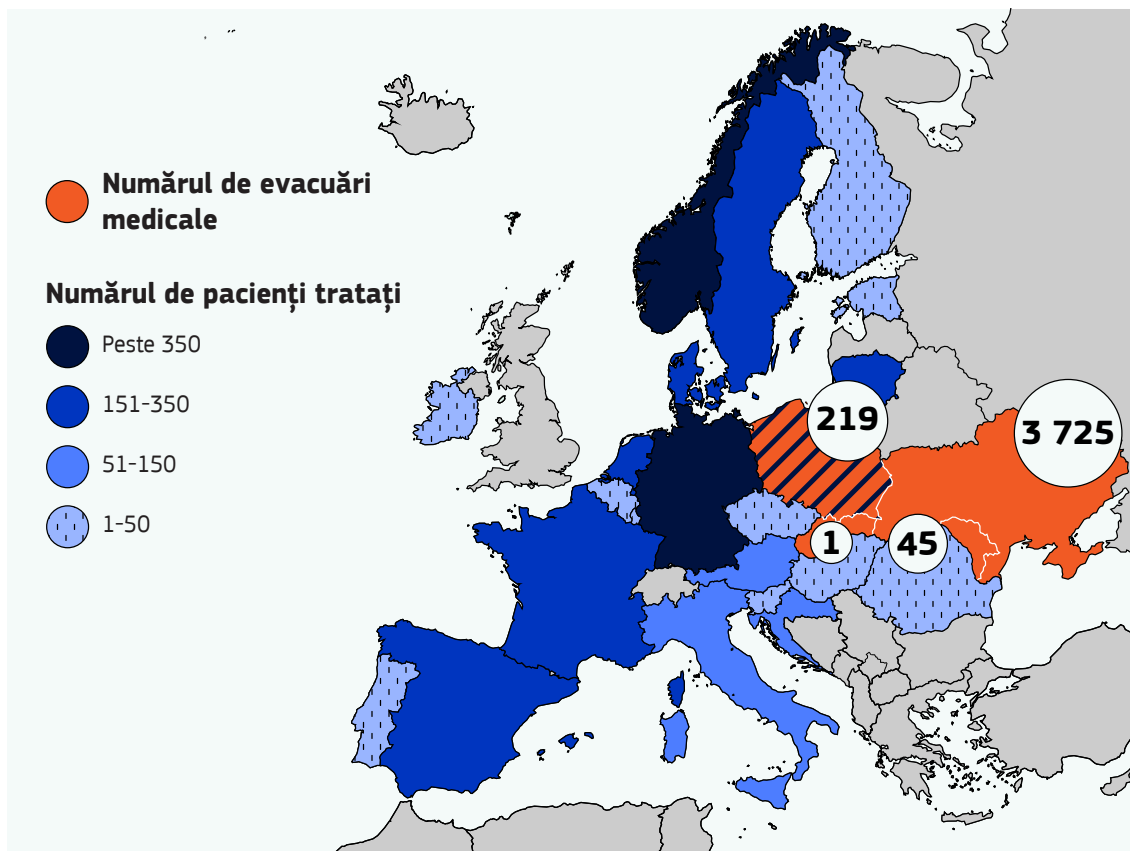 Numărul de evacuări
medicale
Numărul de pacienți tratați
Peste 350
151-350
51-150
1-50
219
3 725
1
45